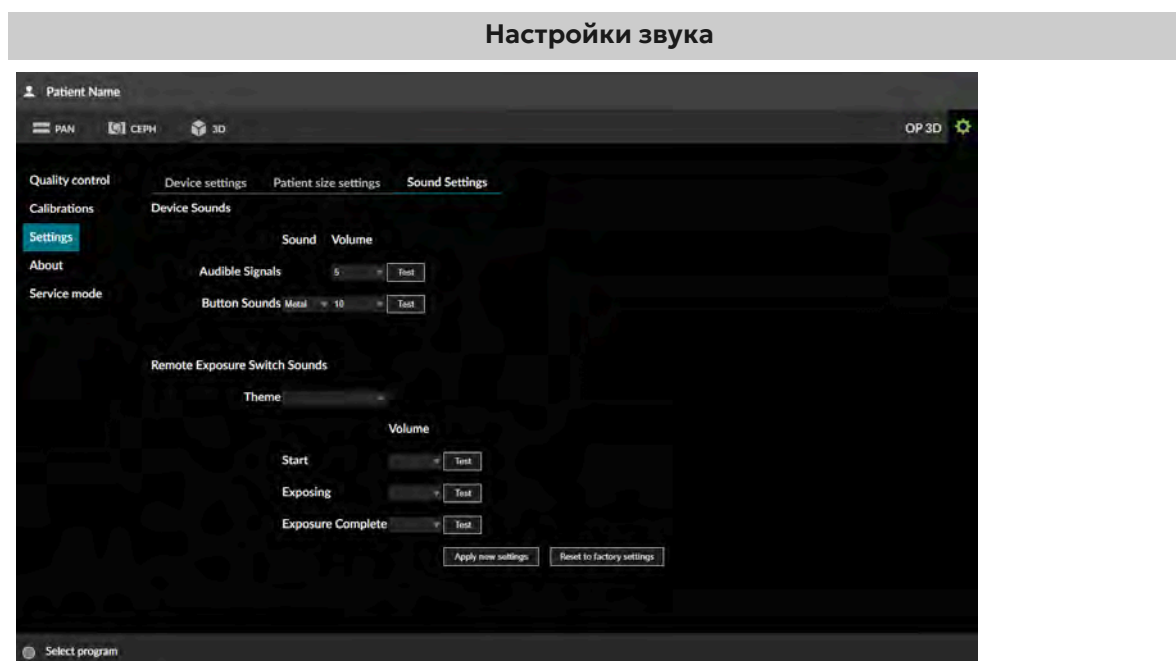 Настройки звука
Patient Name
PAN CEPH 3D OP 3D
Quality control
Device settings Patient size settings Sound Settings
Calibrations
Device Sounds
Settings
Sound Volume
About
Audible Signals 5 Test
Service mode
Button Sounds Metal 10 Test
Remote Exposure Switch Sounds
Theme
Volume
Start Test
Exposing Test
Exposure Complete Test
Apply new settings Reset to factory settings
Select program